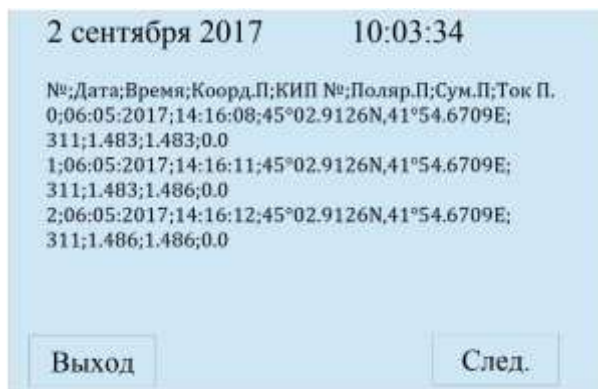 2 сентября 2017 10:03:34
№;Дата;Время;Коорд.П;КИП №;Поляр.П;Сум.П;Ток П.
0;06:05:2017;14:16:08;45°02.9126N,41°54.6709E;
311;1.483;1.483;0.0
1;06:05:2017;14:16:11;45°02.9126N,41°54.6709E;
311;1.483;1.486;0.0
2;06:05:2017;14:16:12;45°02.9126N,41°54.6709E;
311;1.486;1.486;0.0
Выход След.